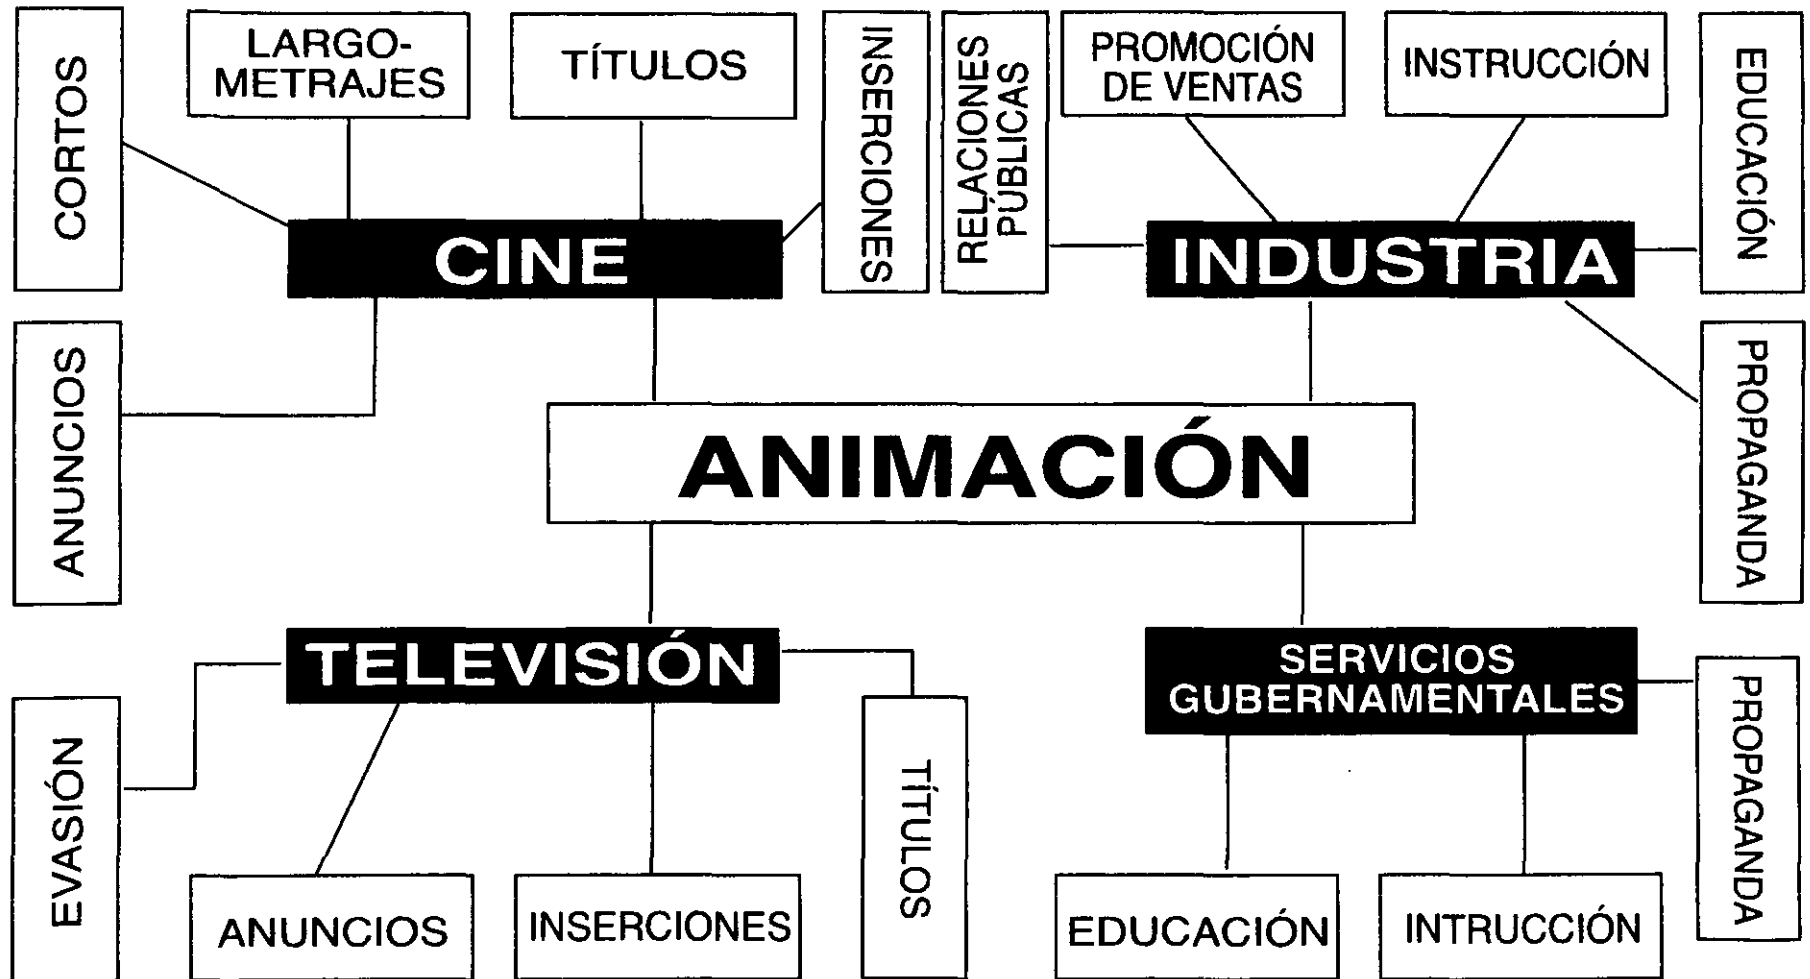 CORTOS
LARGO-
METRAJES
TÍTULOS
INSERCIONES
RELACIONES
PÚBLICAS
PROMOCIÓN
DE VENTAS
INSTRUCCIÓN
EDUCACIÓN
CINE
INDUSTRIA
ANUNCIOS
PROPAGANDA
ANIMACIÓN
TELEVISIÓN
SERVICIOS
GUBERNAMENTALES
EVASIÓN
ANUNCIOS
INSERCIONES
TÍTULOS
EDUCACIÓN
INTRUCCIÓN
PROPAGANDA